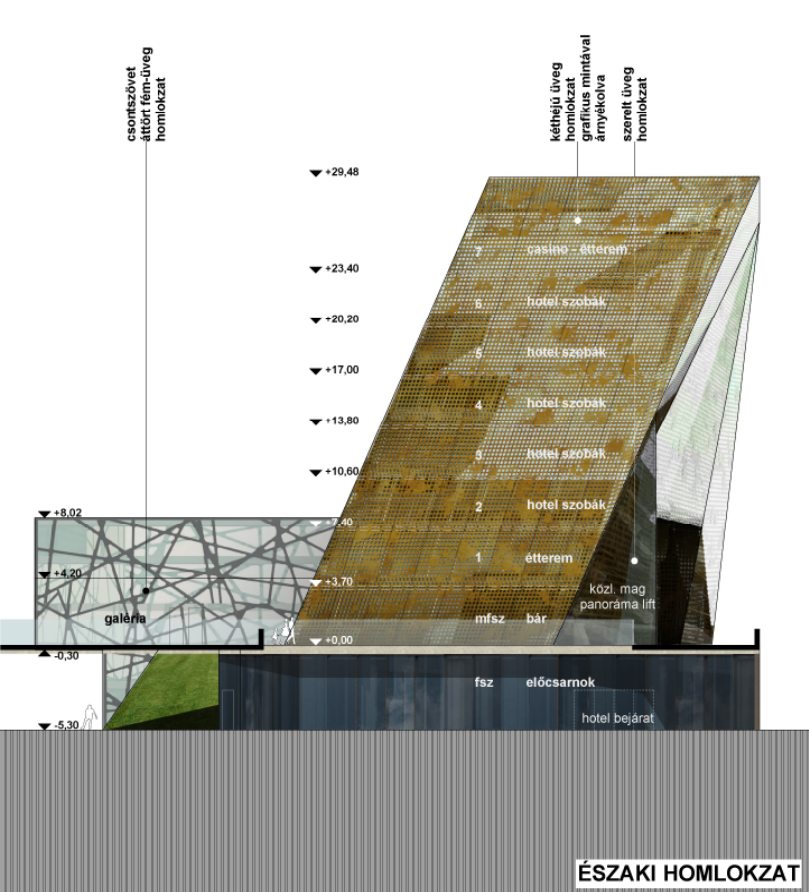 csontszövet
áttört fém-üveg
homlokzat
kéthéjú üveg
homlokzat
grafikus mintával
árnyékolva
szerelt üveg
homlokzat
+29,48
7 casino - étterem
+23,40
6 hotel szobák
+20,20
5 hotel szobák
+17,00
4 hotel szobák
+13,80
3 hotel szobák
+10,60
2 hotel szobák
+8,02
+7,40
1 étterem
+4,20
+3,70
közl. mag
panoráma lift
galéria
mfsz bár
+0,00
-0,30
fsz előcsarnok
hotel bejárat
-5,30
ÉSZAKI HOMLOKZAT